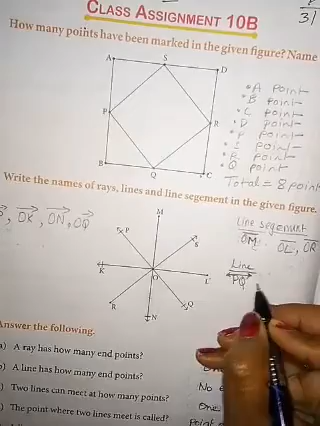 CLASS ASSIGNMENT 10B
How many points have been marked in the given figure? Name
A S D
P R
B Q C
• A Point
• B Point
• C Point
• D Point
• P Point
• R Point
• Q Point
Total = 8 point
Write the names of rays, lines and line segement in the given figure.
OK, ON, OQ
Line segement
OM, OL, OR
Line
PQ
M
P S
K O L
R Q
N
Answer the following.
A ray has how many end points?
A line has how many end points?
No
Two lines can meet at how many points?
One
The point where two lines meet is called?
Point